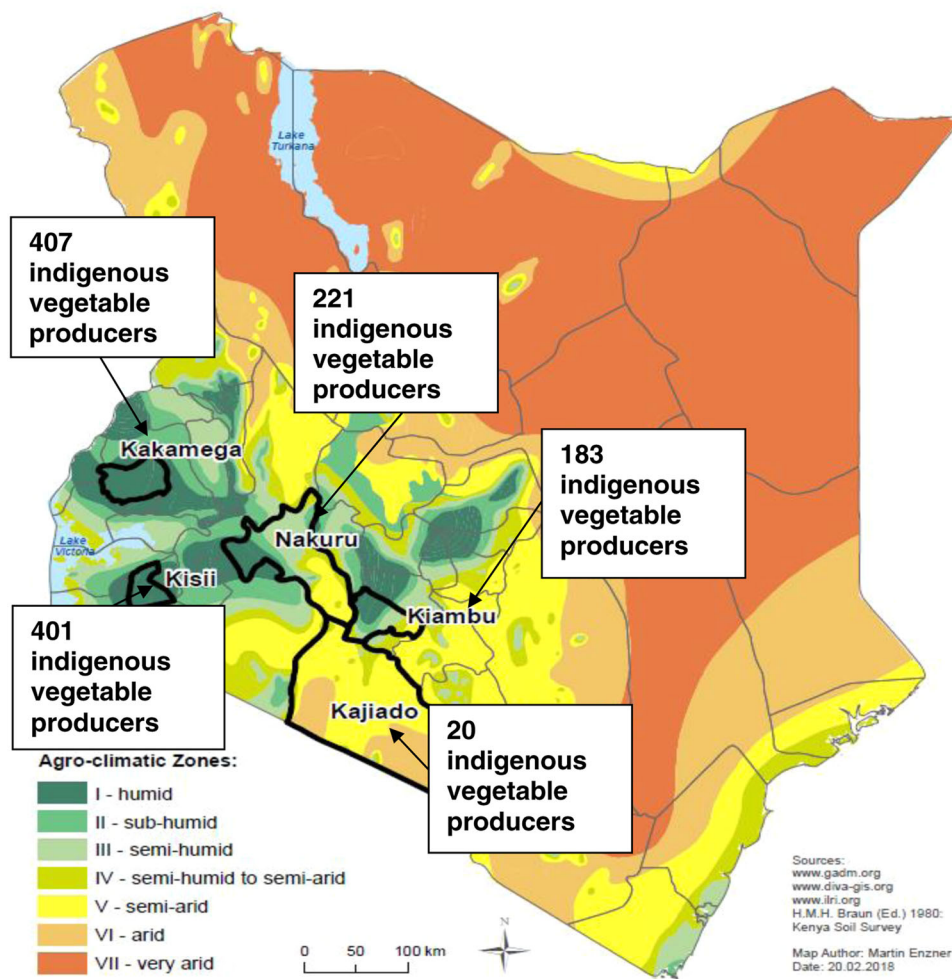 Lake
Turkana
407
indigenous
vegetable
producers
221
indigenous
vegetable
producers
Kakamega
183
indigenous
vegetable
producers
Nakuru
Lake
Victoria
Kisii
Kiambu
401
indigenous
vegetable
producers
Kajiado
20
indigenous
vegetable
producers
Agro-climatic Zones:
I - humid
II - sub-humid
III - semi-humid
IV - semi-humid to semi-arid
V - semi-arid
VI - arid
VII - very arid
N
0 50 100 km
Sources:
www.gadm.org
www.diva-gis.org
www.ilri.org
H.M.H. Braun (Ed.) 1980:
Kenya Soil Survey
Map Author: Martin Enzner
Date: 20.02.2018